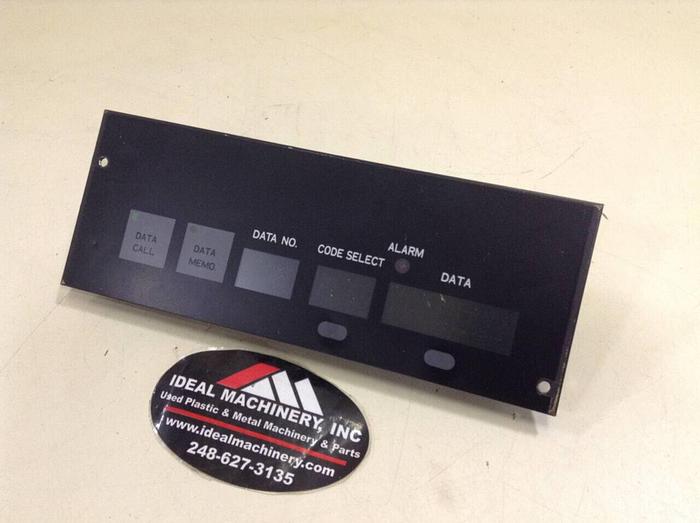 DATA
CALL
DATA
MEMO.
DATA NO.
CODE SELECT
ALARM
DATA
IDEAL MACHINERY, INC
Used Plastic & Metal Machinery & Parts
www.idealmachinery.com
248-627-3135